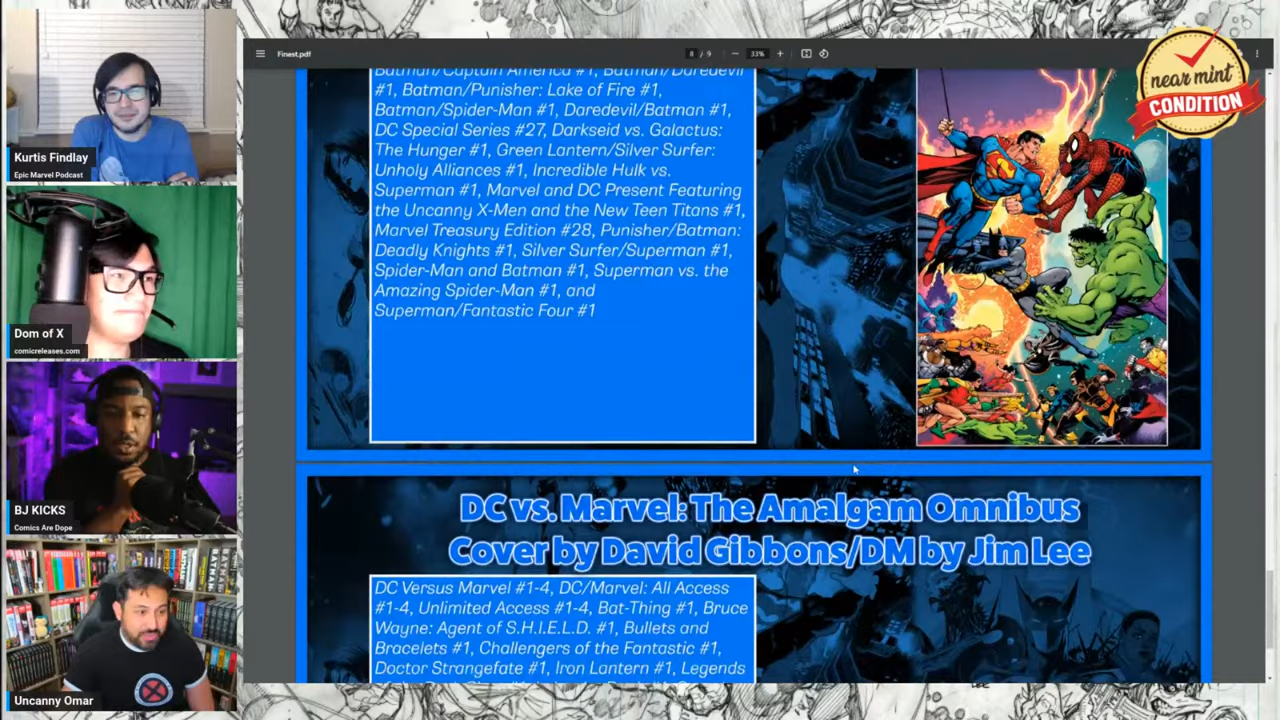 Finest.pdf
8 / 9
33%
near mint
CONDITION
Kurtis Findlay
Epic Marvel Podcast
Dom of X
comicreleases.com
BJ KICKS
Comics Are Dope
Uncanny Omar
Batman/Captain America #1, Batman/Daredevil
#1, Batman/Punisher: Lake of Fire #1,
Batman/Spider-Man #1, Daredevil/Batman #1,
DC Special Series #27, Darkseid vs. Galactus:
The Hunger #1, Green Lantern/Silver Surfer:
Unholy Alliances #1, Incredible Hulk vs.
Superman #1, Marvel and DC Present Featuring
the Uncanny X-Men and the New Teen Titans #1,
Marvel Treasury Edition #28, Punisher/Batman:
Deadly Knights #1, Silver Surfer/Superman #1,
Spider-Man and Batman #1, Superman vs. the
Amazing Spider-Man #1, and
Superman/Fantastic Four #1
DC vs. Marvel: The Amalgam Omnibus
Cover by David Gibbons/DM by Jim Lee
DC Versus Marvel #1-4, DC/Marvel: All Access
#1-4, Unlimited Access #1-4, Bat-Thing #1, Bruce
Wayne: Agent of S.H.I.E.L.D. #1, Bullets and
Bracelets #1, Challengers of the Fantastic #1,
Doctor Strangefate #1, Iron Lantern #1, Legends